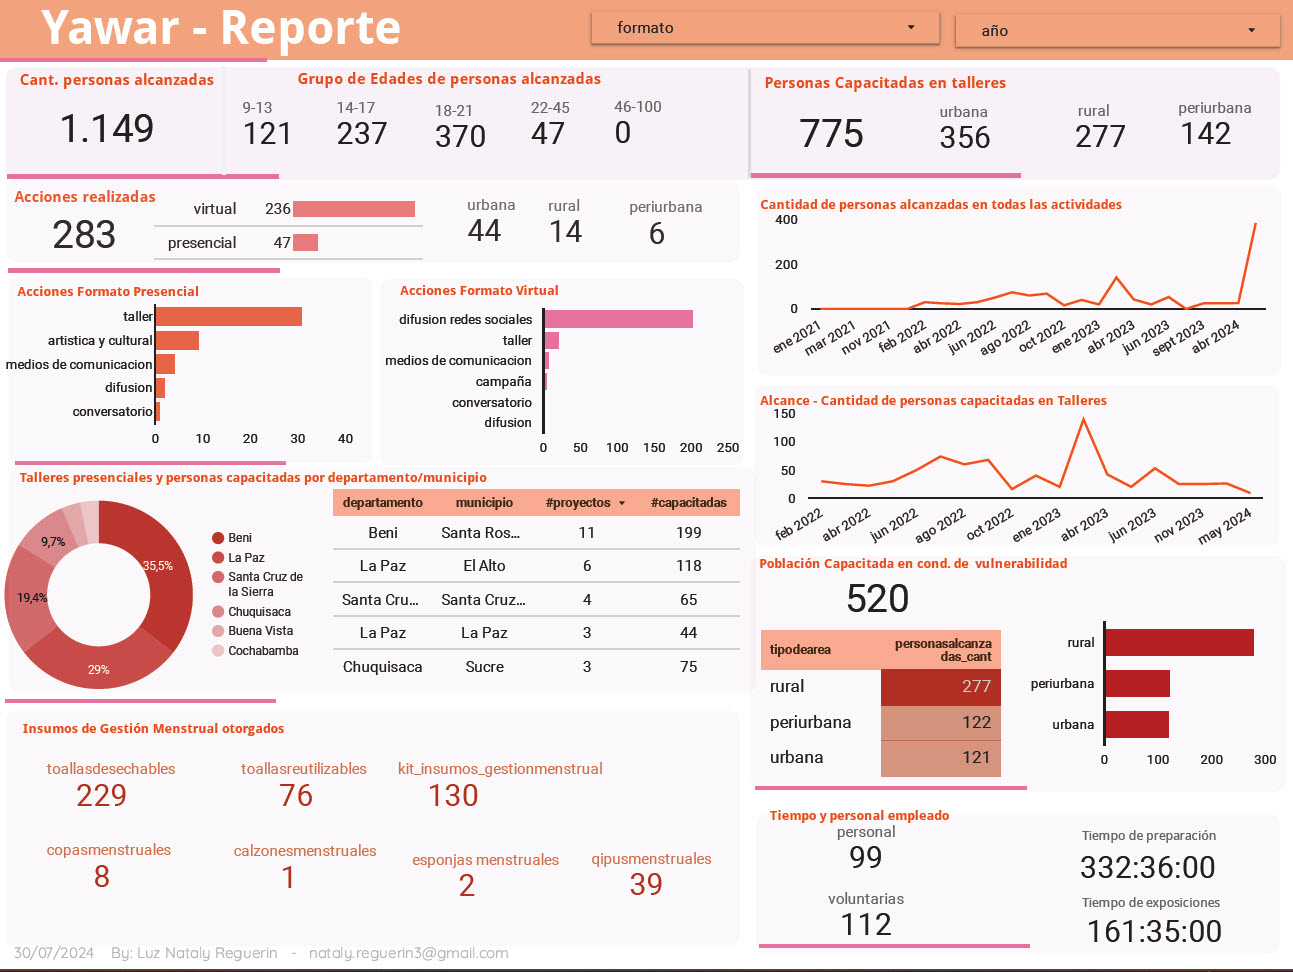 Yawar - Reporte
formato
año
Cant. personas alcanzadas
1.149
Grupo de Edades de personas alcanzadas
9-13 14-17 18-21 22-45 46-100
121 237 370 47 0
Personas Capacitadas en talleres
775
urbana rural periurbana
356 277 142
Acciones realizadas
283
virtual 236
presencial 47
urbana rural periurbana
44 14 6
Cantidad de personas alcanzadas en todas las actividades
400
200
0
ene 2021 mar 2021 nov 2021 feb 2022 abr 2022 jun 2022 ago 2022 oct 2022 ene 2023 abr 2023 jun 2023 sept 2023 abr 2024
Acciones Formato Presencial
taller
artistica y cultural
medios de comunicacion
difusion
conversatorio
0 10 20 30 40
Acciones Formato Virtual
difusion redes sociales
taller
medios de comunicacion
campaña
conversatorio
difusion
0 50 100 150 200 250
Alcance - Cantidad de personas capacitadas en Talleres
150
100
50
0
feb 2022 abr 2022 jun 2022 ago 2022 oct 2022 ene 2023 abr 2023 jun 2023 nov 2023 may 2024
Talleres presenciales y personas capacitadas por departamento/municipio
35,5%
29%
19,4%
9,7%
Beni
La Paz
Santa Cruz de
la Sierra
Chuquisaca
Buena Vista
Cochabamba
departamento municipio #proyectos #capacitadas
Beni Santa Ros... 11 199
La Paz El Alto 6 118
Santa Cru... Santa Cruz... 4 65
La Paz La Paz 3 44
Chuquisaca Sucre 3 75
Población Capacitada en cond. de vulnerabilidad
520
tipodearea personasalcanza
das_cant
rural 277
periurbana 122
urbana 121
rural
periurbana
urbana
0 100 200 300
Insumos de Gestión Menstrual otorgados
toallasdesechables toallasreutilizables kit_insumos_gestionmenstrual
229 76 130
copasmenstruales calzonesmenstruales esponjas menstruales qipusmenstruales
8 1 2 39
Tiempo y personal empleado
personal
99
Tiempo de preparación
332:36:00
voluntarias
112
Tiempo de exposiciones
161:35:00
30/07/2024 By: Luz Nataly Reguerin - nataly.reguerin3@gmail.com